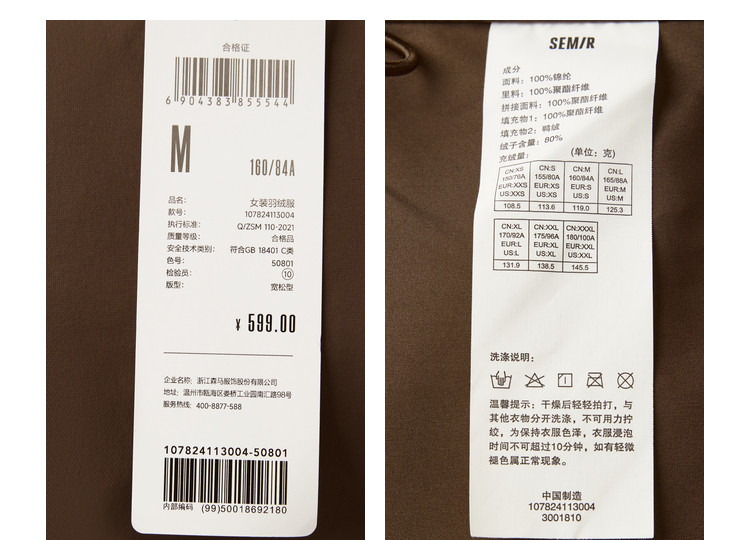 合格证
6 904383 855544
M
160/84A
品名: 女装羽绒服
款号: 107824113004
执行标准: Q/ZSM 110-2021
质量等级: 合格品
安全技术类别: 符合GB 18401 C类
色号: 50801
检验员: 10
版型: 宽松型
¥ 599.00
企业名称: 浙江森马服饰股份有限公司
地址: 温州市瓯海区娄桥工业园南汇路98号
服务热线: 400-8877-588
107824113004-50801
内部编码 (99)50018692180
SEM/R
成分
面料: 100%锦纶
里料: 100%聚酯纤维
拼接面料: 100%聚酯纤维
填充物1: 100%聚酯纤维
填充物2: 鸭绒
绒子含量: 80%
充绒量: (单位: 克)
CN:XS CN:S CN:M CN:L
150/76A 155/80A 160/84A 165/88A
EUR:XXS EUR:XS EUR:S EUR:M
US:XXS US:XS US:S US:M
108.5 113.6 119.0 125.3
CN:XL CN:XXL CN:XXXL
170/92A 175/96A 180/100A
EUR:L EUR:XL EUR:XXL
US:L US:XL US:XXL
131.9 138.5 145.5
洗涤说明:
温馨提示: 干燥后轻轻拍打, 与
其他衣物分开洗涤, 不可用力拧
绞, 为保持衣服色泽, 衣服浸泡
时间不可超过10分钟, 如有轻微
褪色属正常现象。
中国制造
107824113004
3001810